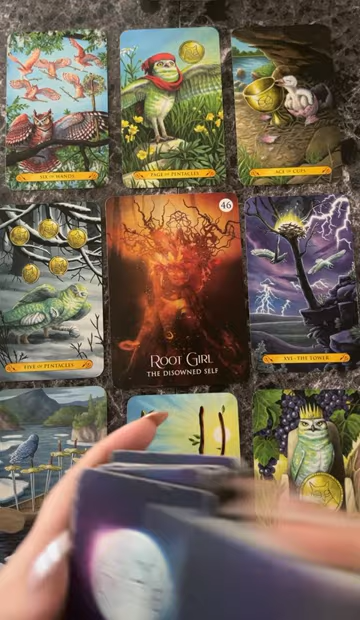 SIX OF WANDS
PAGE OF PENTACLES
ACE OF CUPS
FIVE OF PENTACLES
46
ROOT GIRL
THE DISOWNED SELF
XVI · THE TOWER